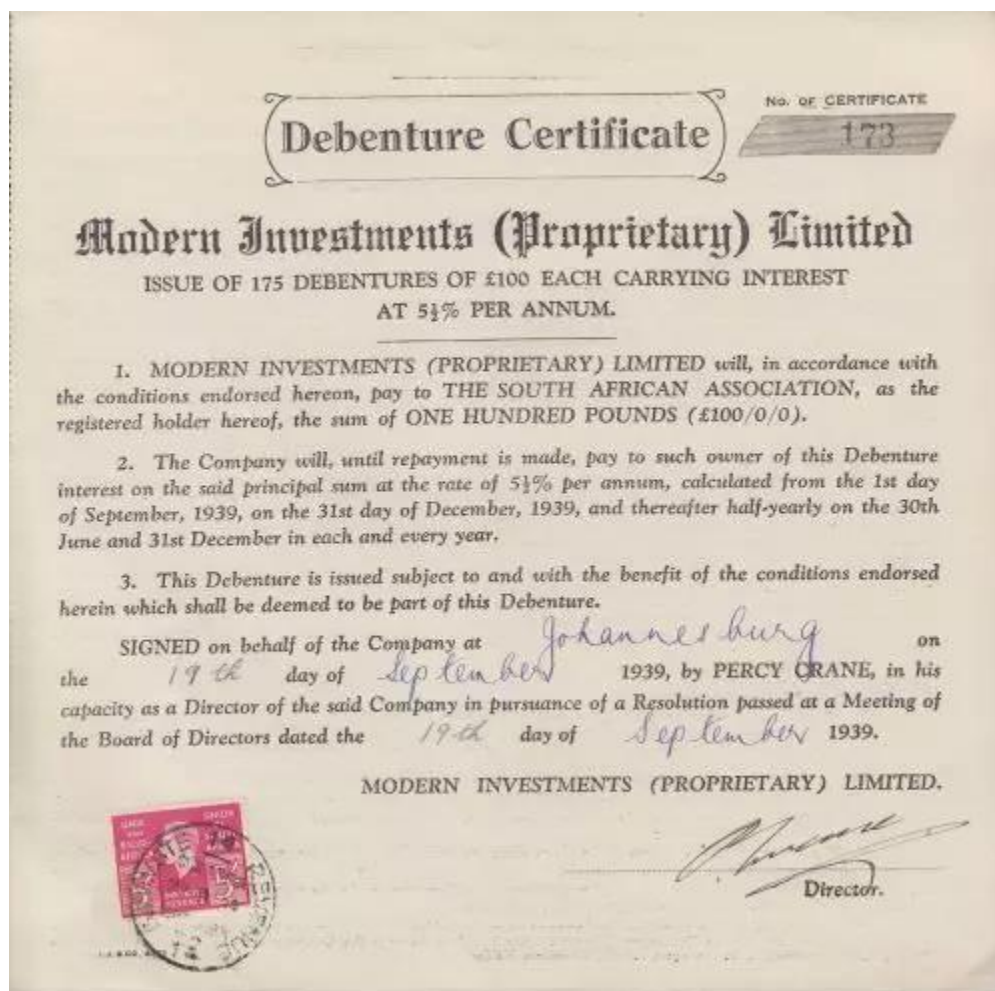 No. OF CERTIFICATE
Debenture Certificate
173
Modern Investments (Proprietary) Limited
ISSUE OF 175 DEBENTURES OF £100 EACH CARRYING INTEREST
AT 5½% PER ANNUM.
1. MODERN INVESTMENTS (PROPRIETARY) LIMITED will, in accordance with
the conditions endorsed hereon, pay to THE SOUTH AFRICAN ASSOCIATION, as the
registered holder hereof, the sum of ONE HUNDRED POUNDS (£100/0/0).
2. The Company will, until repayment is made, pay to such owner of this Debenture
interest on the said principal sum at the rate of 5½% per annum, calculated from the 1st day
of September, 1939, on the 31st day of December, 1939, and thereafter half-yearly on the 30th
June and 31st December in each and every year.
3. This Debenture is issued subject to and with the benefit of the conditions endorsed
herein which shall be deemed to be part of this Debenture.
SIGNED on behalf of the Company at Johannesburg on
the 19th day of September 1939, by PERCY CRANE, in his
capacity as a Director of the said Company in pursuance of a Resolution passed at a Meeting of
the Board of Directors dated the 19th day of September 1939.
MODERN INVESTMENTS (PROPRIETARY) LIMITED.
Director.